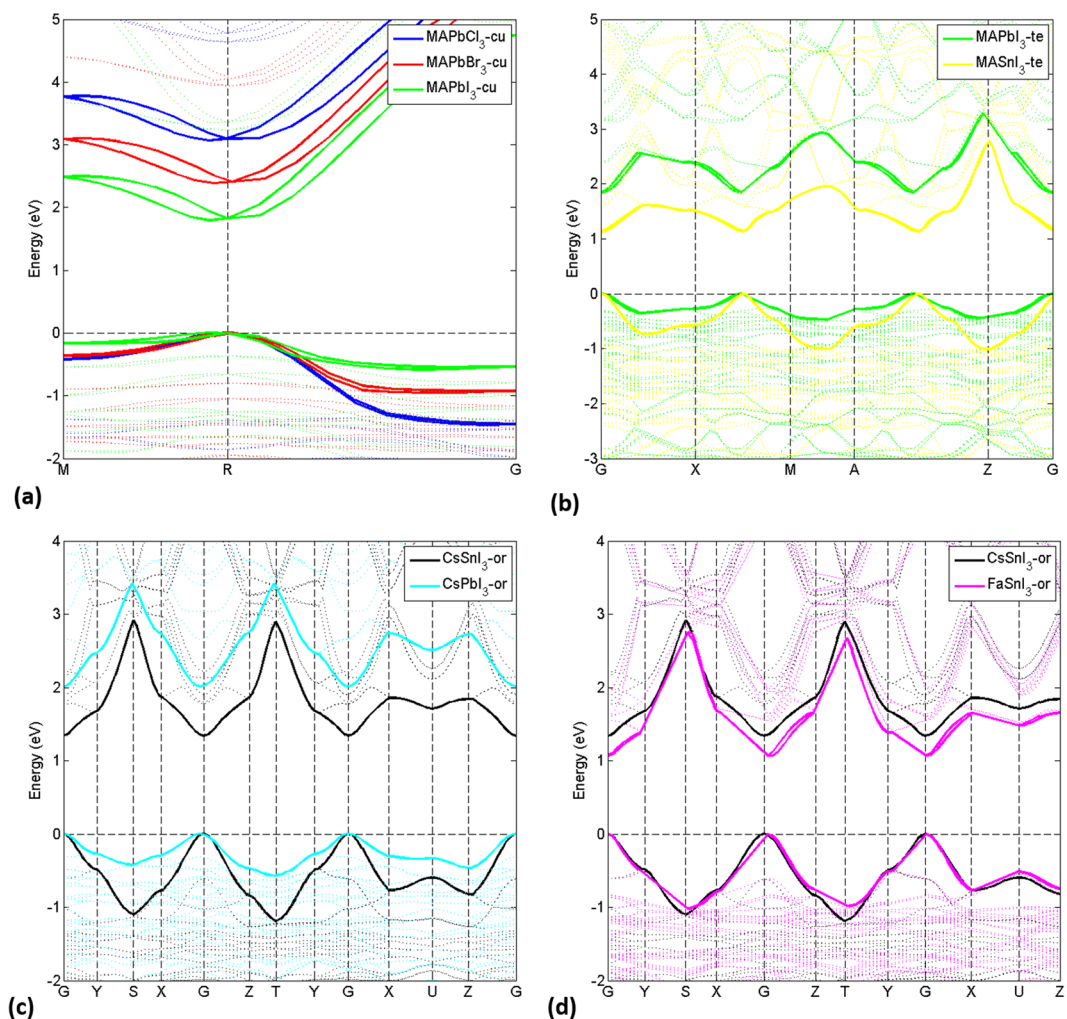 5
4
3
2
1
0
-1
-2
Energy (eV)
MAPbCl3-cu
MAPbBr3-cu
MAPbI3-cu
M R G
(a)
5
4
3
2
1
0
-1
-2
-3
Energy (eV)
MAPbI3-te
MASnI3-te
G X M A Z G
(b)
4
3
2
1
0
-1
-2
Energy (eV)
CsSnI3-or
CsPbI3-or
G Y S X G Z T Y G X U Z G
(c)
4
3
2
1
0
-1
-2
Energy (eV)
CsSnI3-or
FaSnI3-or
G Y S X G Z T Y G X U Z
(d)